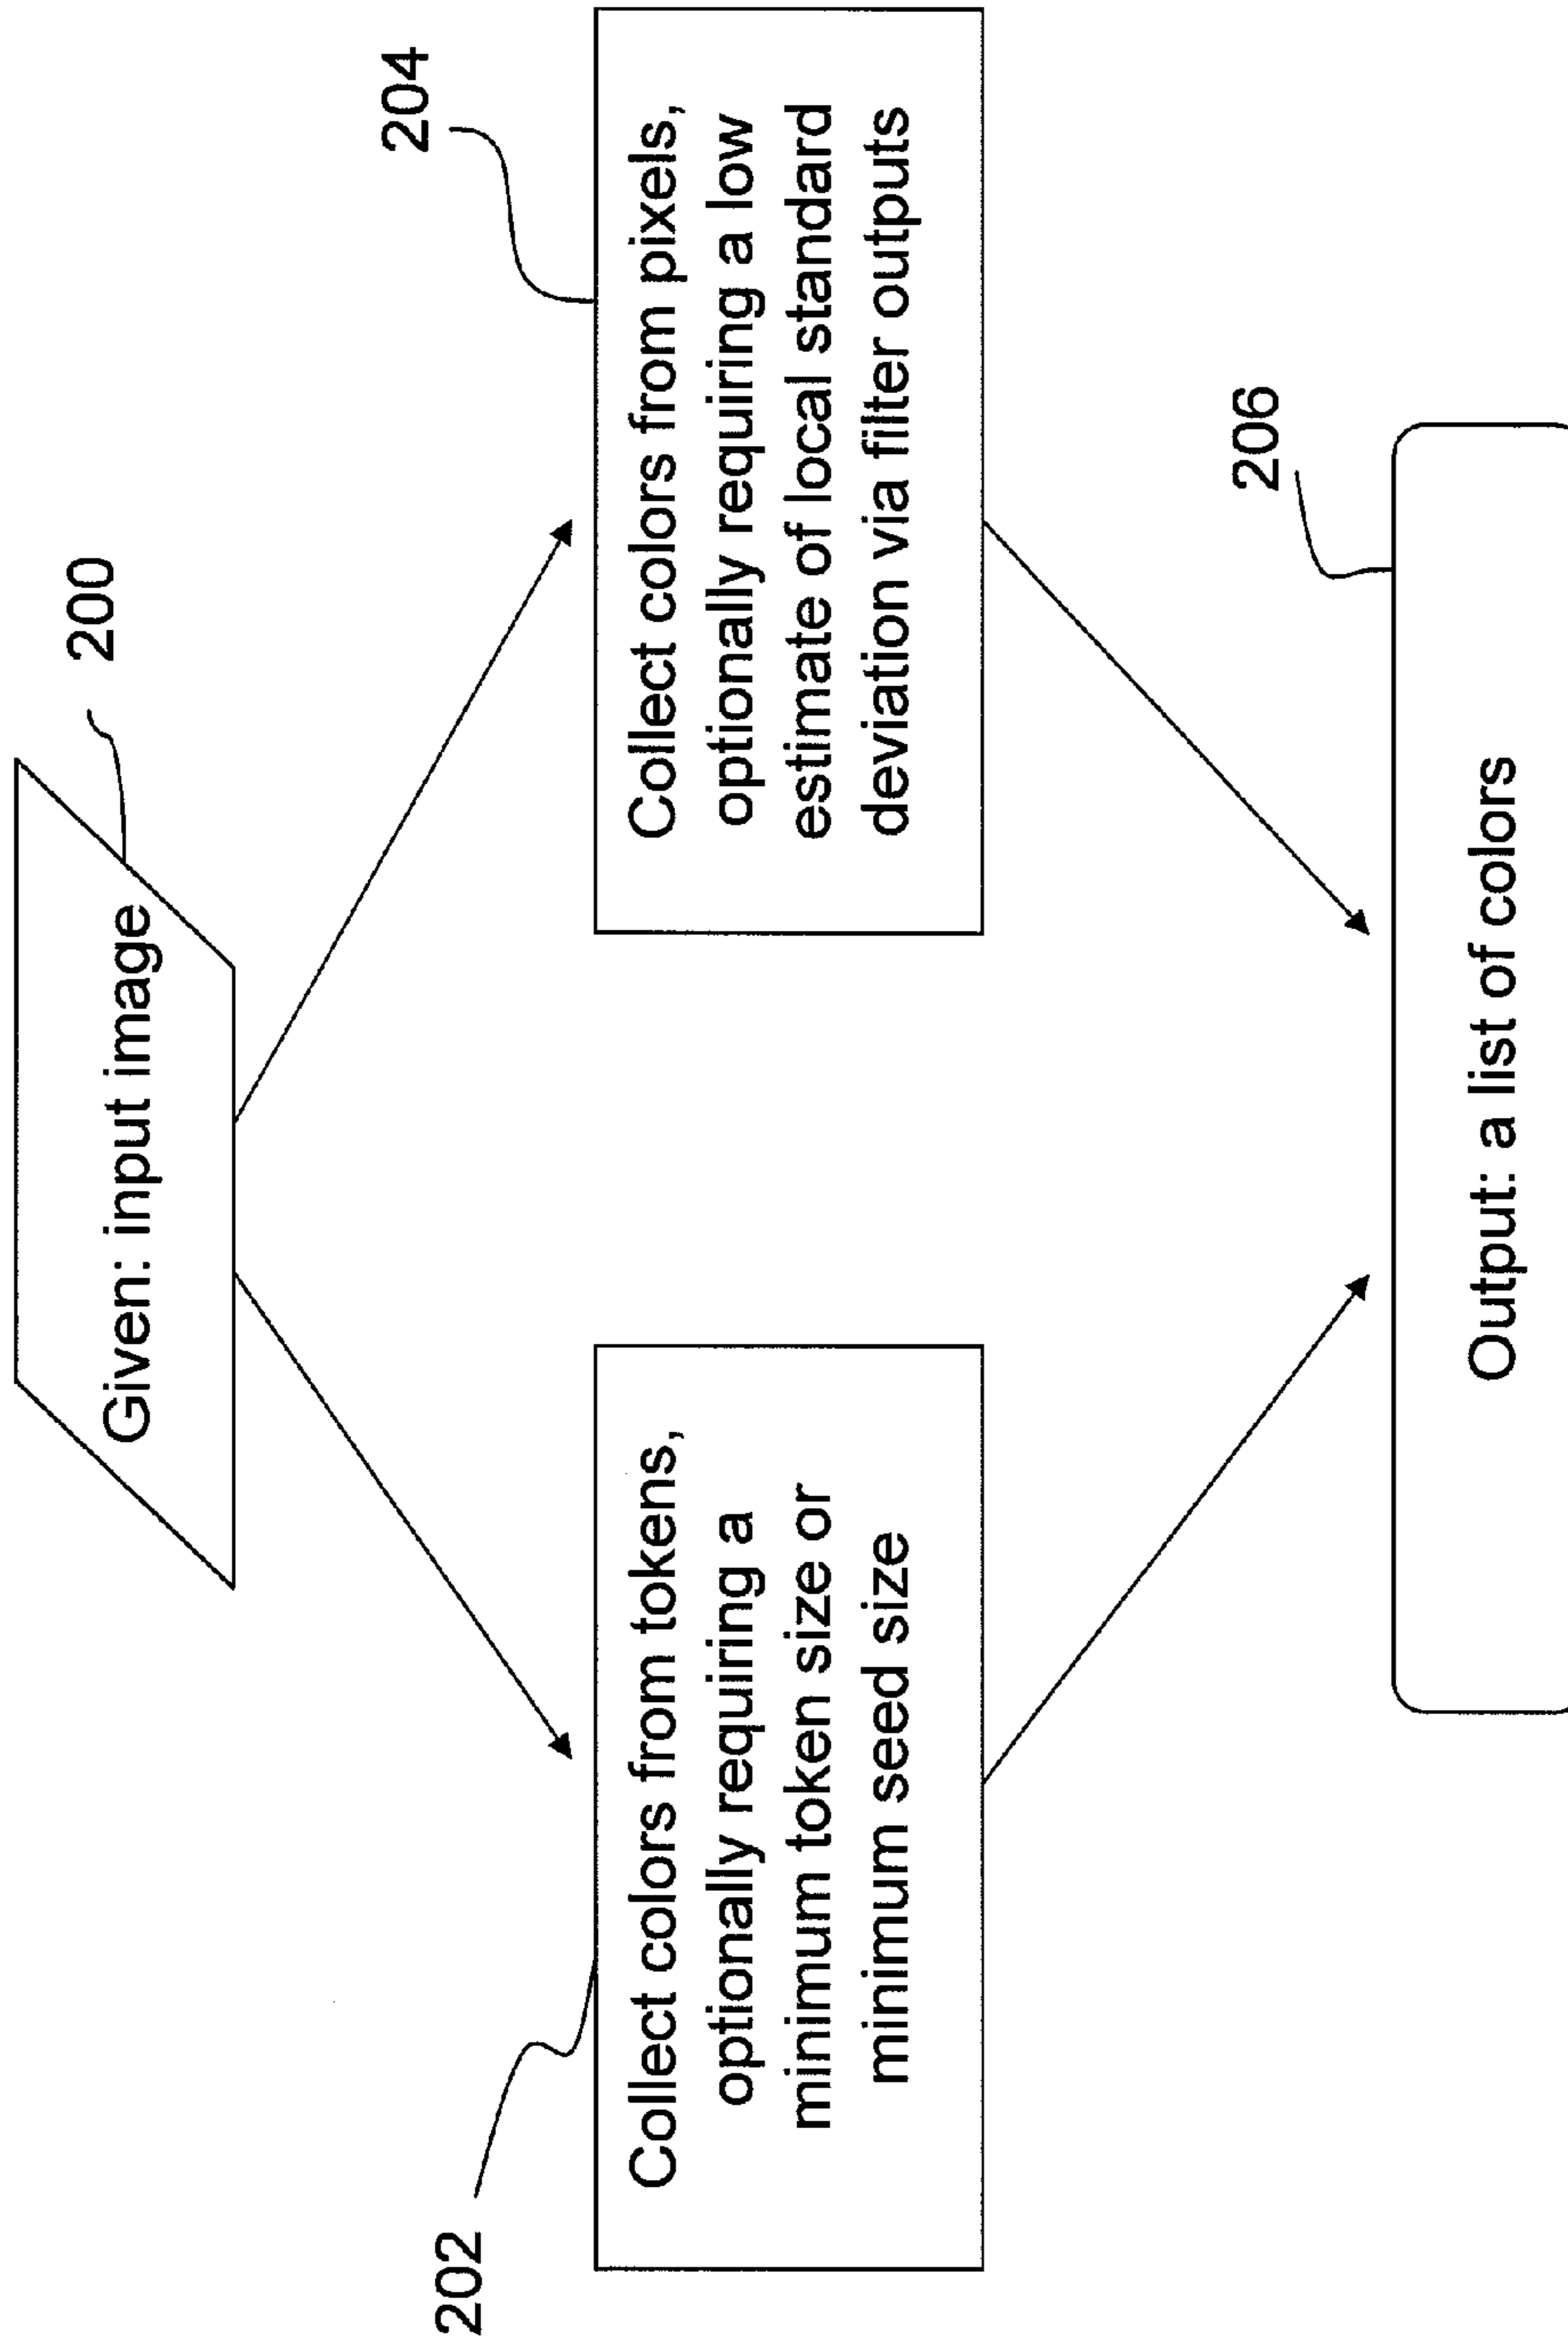 200
Given: input image
202
Collect colors from tokens,
optionally requiring a
minimum token size or
minimum seed size
204
Collect colors from pixels,
optionally requiring a low
estimate of local standard
deviation via filter outputs
206
Output: a list of colors